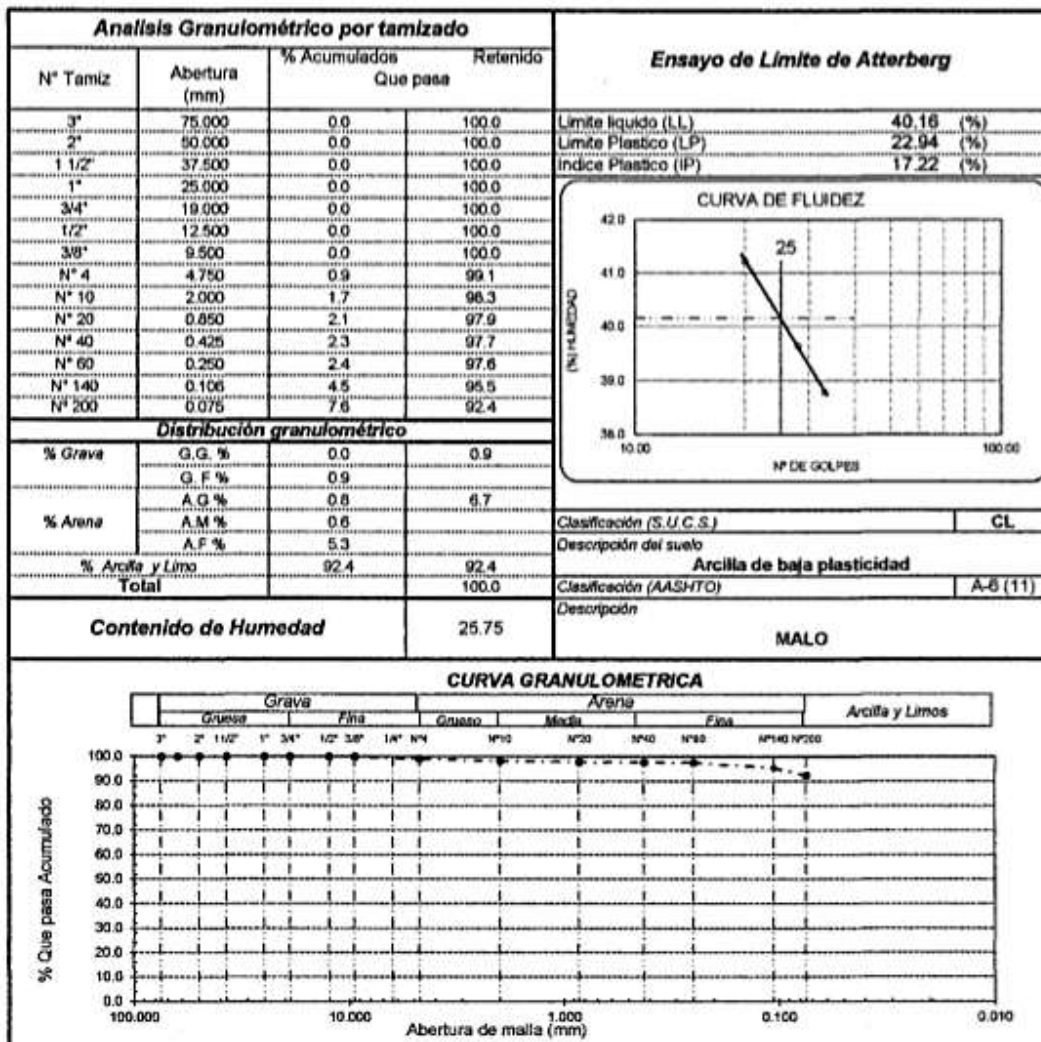 Analisis Granulométrico por tamizado
N° Tamiz Abertura (mm) % Acumulados Retenido Que pasa
3" 75.000 0.0 100.0
2" 50.000 0.0 100.0
1 1/2" 37.500 0.0 100.0
1" 25.000 0.0 100.0
3/4" 19.000 0.0 100.0
1/2" 12.500 0.0 100.0
3/8" 9.500 0.0 100.0
N° 4 4.750 0.9 99.1
N° 10 2.000 1.7 98.3
N° 20 0.850 2.1 97.9
N° 40 0.425 2.3 97.7
N° 60 0.250 2.4 97.6
N° 140 0.106 4.5 95.5
N° 200 0.075 7.6 92.4
Distribución granulométrico
% Grava G.G. % 0.0 0.9
G. F % 0.9
% Arena A.G % 0.8 6.7
A.M % 0.6
A.F % 5.3
% Arcilla y Limo 92.4 92.4
Total 100.0
Contenido de Humedad 25.75
Ensayo de Límite de Atterberg
Limite liquido (LL) 40.16 (%)
Limite Plastico (LP) 22.94 (%)
Indice Plastico (IP) 17.22 (%)
CURVA DE FLUIDEZ
42.0
25
41.0
40.0
39.0
(%) HUMEDAD
10.00 100.00
N° DE GOLPES
Clasificación (S.U.C.S.) CL
Descripción del suelo
Arcilla de baja plasticidad
Clasificación (AASHTO) A-6 (11)
Descripción
MALO
CURVA GRANULOMETRICA
Grava Arena Arcilla y Limos
Gruesa Fina Grueso Media Fina
3" 2" 11/2" 1" 3/4" 1/2" 3/8" 1/4" N°4 N°10 N°20 N°40 N°60 N°140 N°200
100.0
90.0
80.0
70.0
60.0
50.0
40.0
30.0
20.0
10.0
0.0
% Que pasa Acumulado
100.000 10.000 1.000 0.100 0.010
Abertura de malla (mm)